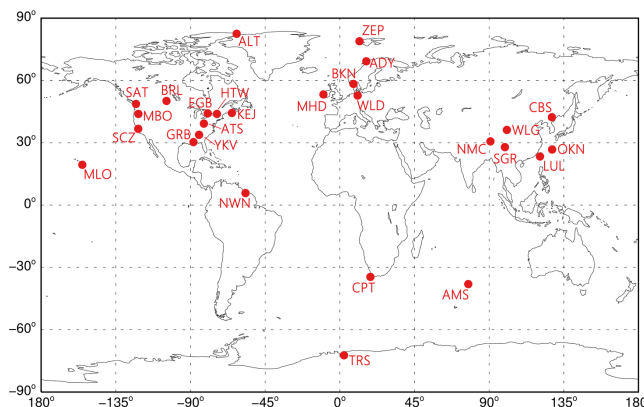 90°
ZEP
ALT
ADY
60°
BKN
BRL
HTW
SAT
EGB
MHD
WLD
CBS
MBO
KEJ
WLG
SCZ
GRB
ATS
30°
YKV
NMC
SGR
OKN
LUL
MLO
NWN
0°
−30°
CPT
AMS
−60°
TRS
−90°
180° −135° −90° −45° 0° 45° 90° 135° 180